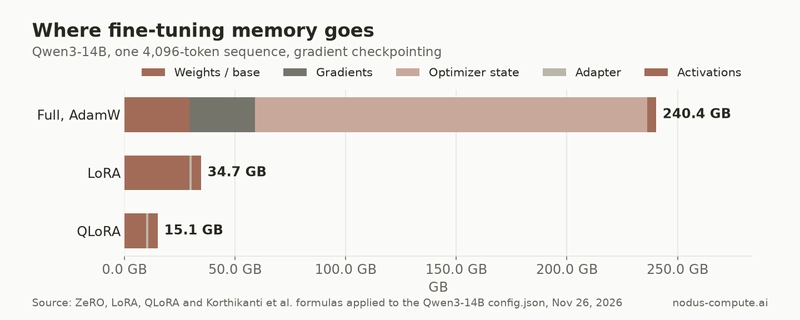 Where fine-tuning memory goes
Qwen3-14B, one 4,096-token sequence, gradient checkpointing
Weights / base Gradients Optimizer state Adapter Activations
Full, AdamW 240.4 GB
LoRA 34.7 GB
QLoRA 15.1 GB
0.0 GB 50.0 GB 100.0 GB 150.0 GB 200.0 GB 250.0 GB
GB
Source: ZeRO, LoRA, QLoRA and Korthikanti et al. formulas applied to the Qwen3-14B config.json, Nov 26, 2026 nodus-compute.ai